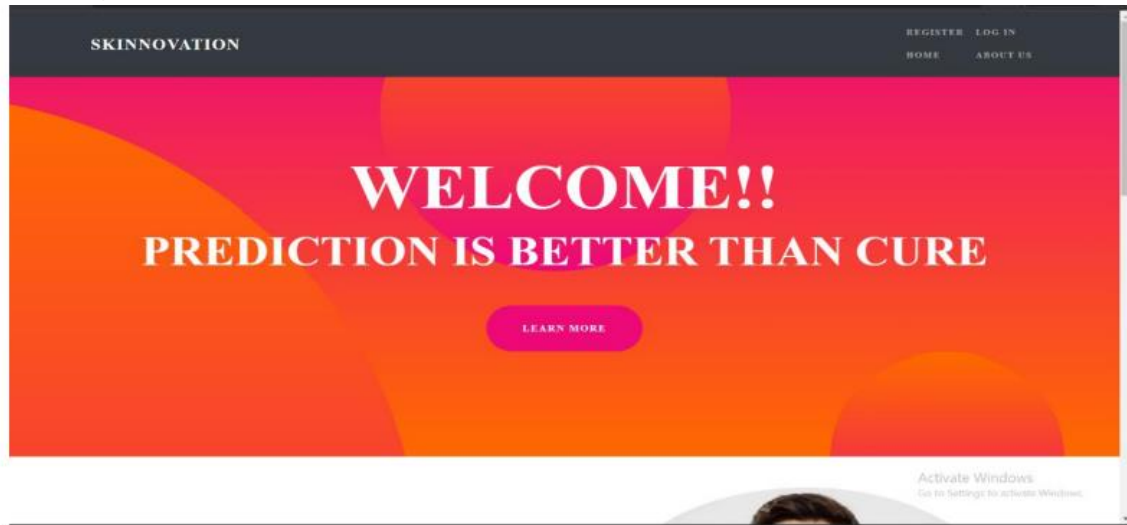 SKINNOVATION
REGISTER LOG IN
HOME ABOUT US
WELCOME!!
PREDICTION IS BETTER THAN CURE
LEARN MORE
Activate Windows
Go to Settings to activate Windows.